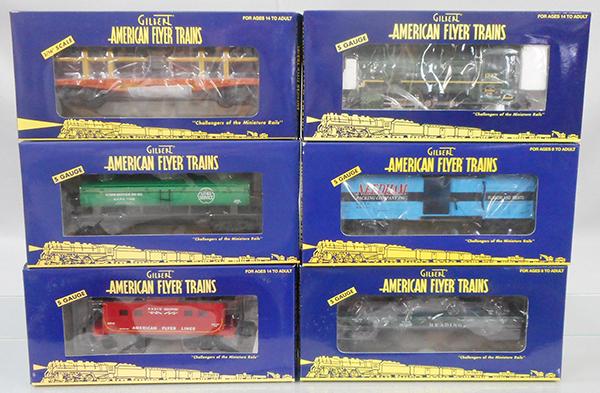 GILBERT
AMERICAN FLYER TRAINS
FOR AGES 14 TO ADULT
3/16" SCALE
"Challengers of the Miniature Rails"
GILBERT
AMERICAN FLYER TRAINS
FOR AGES 14 TO ADULT
S GAUGE
"Challengers of the Miniature Rails"
GILBERT
AMERICAN FLYER TRAINS
S GAUGE
"Challengers of the Miniature Rails"
GILBERT
AMERICAN FLYER TRAINS
FOR AGES 8 TO ADULT
S GAUGE
NEEDHAM
PACKING COMPANY INC
"Challengers of the Miniature Rails"
GILBERT
AMERICAN FLYER TRAINS
FOR AGES 14 TO ADULT
S GAUGE
RADIO EQUIPPED
AMERICAN FLYER LINES
"Challengers of the Miniature Rails"
GILBERT
AMERICAN FLYER TRAINS
FOR AGES 8 TO ADULT
S GAUGE
READING
"Challengers of the Miniature Rails"